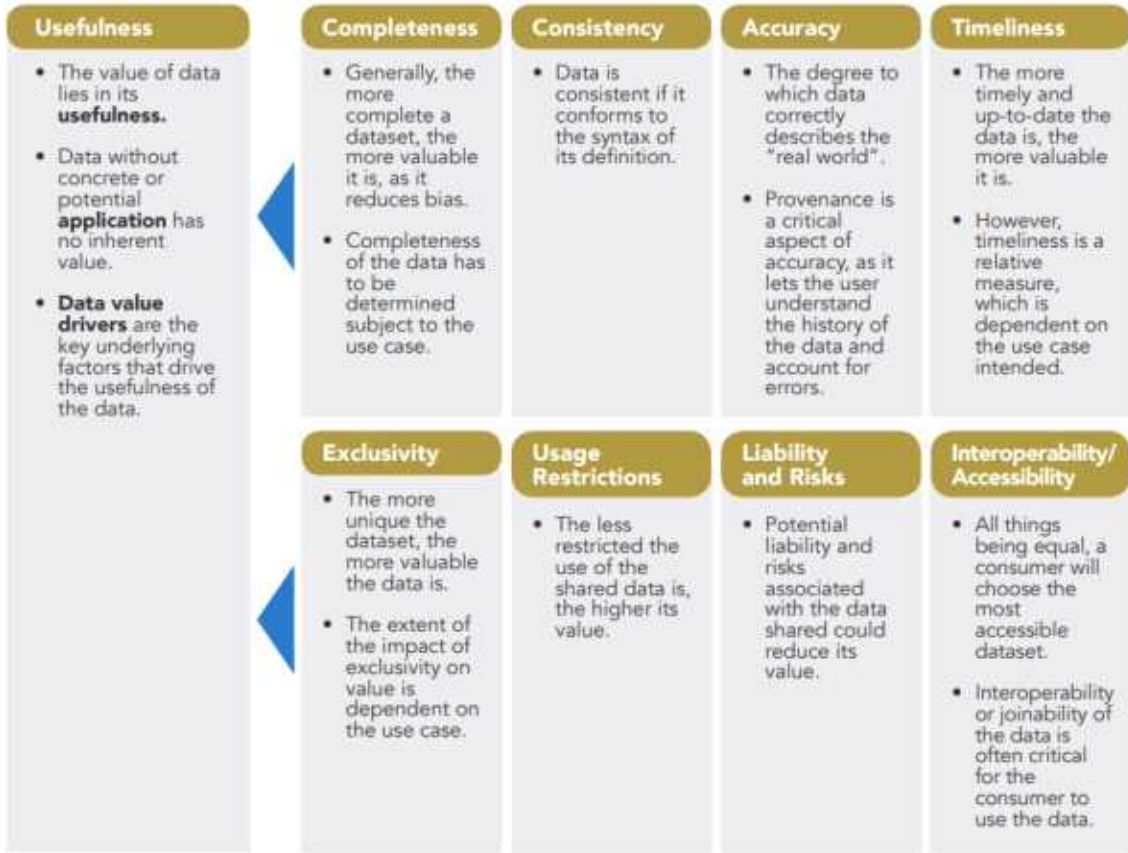 Usefulness
• The value of data
lies in its
usefulness.
• Data without
concrete or
potential
application has
no inherent
value.
• Data value
drivers are the
key underlying
factors that drive
the usefulness of
the data.
Completeness
• Generally, the
more
complete a
dataset, the
more valuable
it is, as it
reduces bias.
• Completeness
of the data has
to be
determined
subject to the
use case.
Consistency
• Data is
consistent if it
conforms to
the syntax of
its definition.
Accuracy
• The degree to
which data
correctly
describes the
“real world”.
• Provenance is
a critical
aspect of
accuracy, as it
lets the user
understand
the history of
the data and
account for
errors.
Timeliness
• The more
timely and
up-to-date the
data is, the
more valuable
it is.
• However,
timeliness is a
relative
measure,
which is
dependent on
the use case
intended.
Exclusivity
• The more
unique the
dataset, the
more valuable
the data is.
• The extent of
the impact of
exclusivity on
value is
dependent on
the use case.
Usage
Restrictions
• The less
restricted the
use of the
shared data is,
the higher its
value.
Liability
and Risks
• Potential
liability and
risks
associated
with the data
shared could
reduce its
value.
Interoperability/
Accessibility
• All things
being equal, a
consumer will
choose the
most
accessible
dataset.
• Interoperability
or joinability of
the data is
often critical
for the
consumer to
use the data.